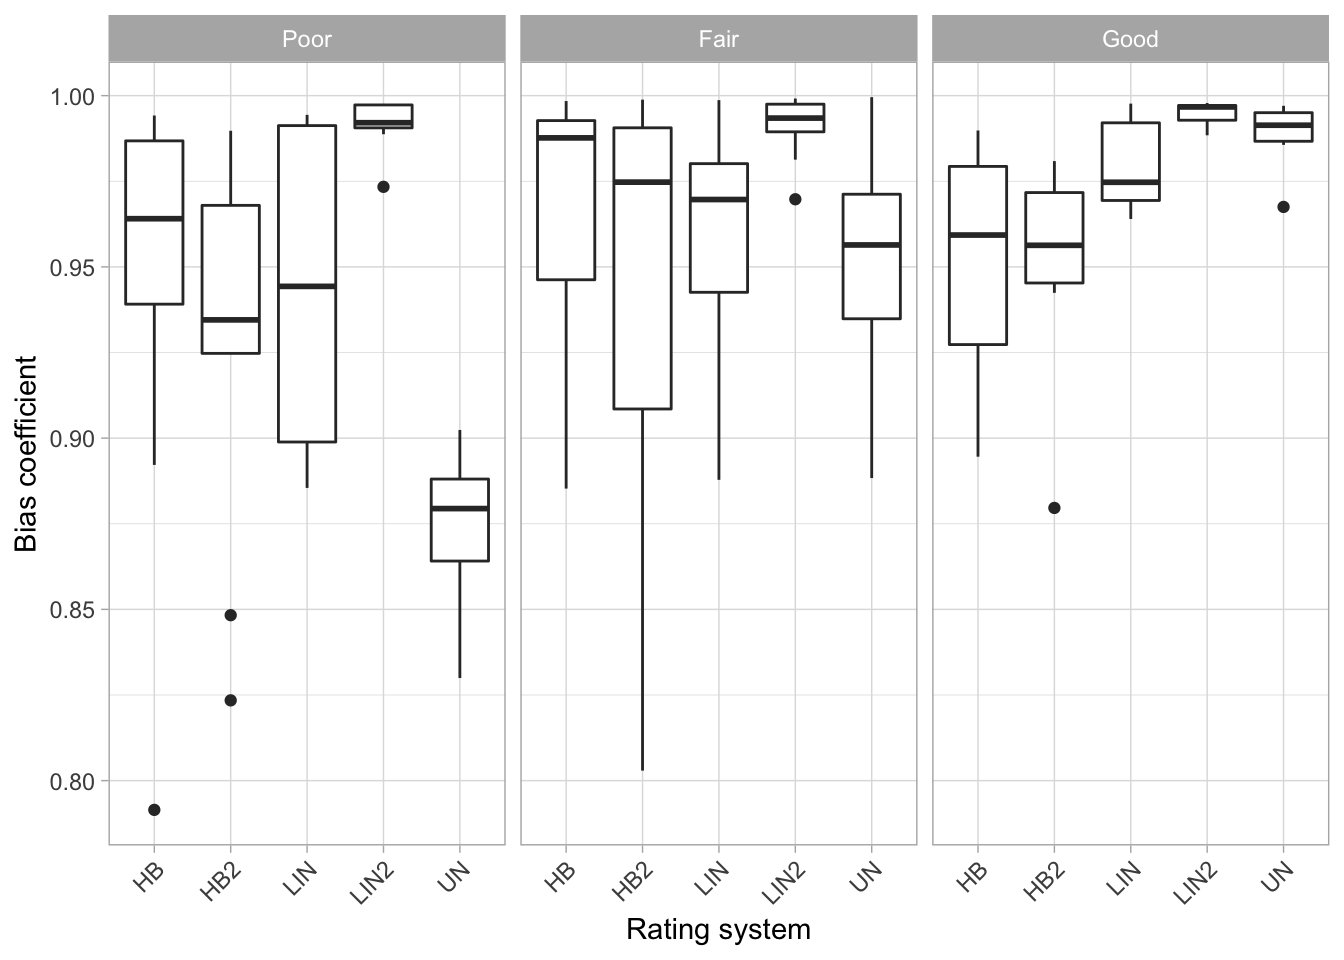 Poor Fair Good
Bias coefficient
1.00
0.95
0.90
0.85
0.80
HB HB2 LIN LIN2 UN HB HB2 LIN LIN2 UN HB HB2 LIN LIN2 UN
Rating system